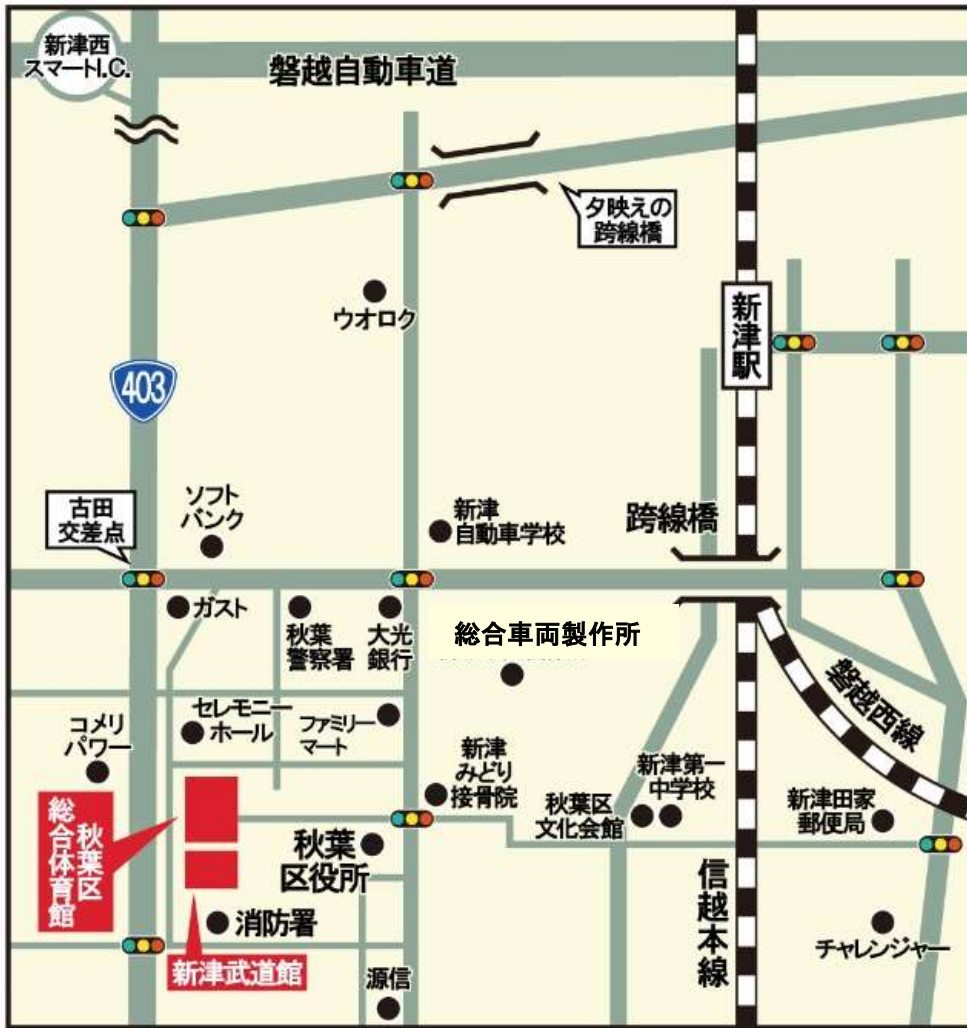 新津西
スマートI.C.
磐越自動車道
夕映えの
跨線橋
ウオロク
新津駅
403
古田
交差点
ソフト
バンク
新津
自動車学校
跨線橋
ガスト
秋葉
警察署
大光
銀行
総合車両製作所
磐越西線
コメリ
パワー
セレモニー
ホール
ファミリー
マート
新津
みどり
接骨院
秋葉区
文化会館
新津第一
中学校
新津田家
郵便局
秋葉区
総合体育館
秋葉
区役所
信越本線
消防署
チャレンジャー
新津武道館
源信